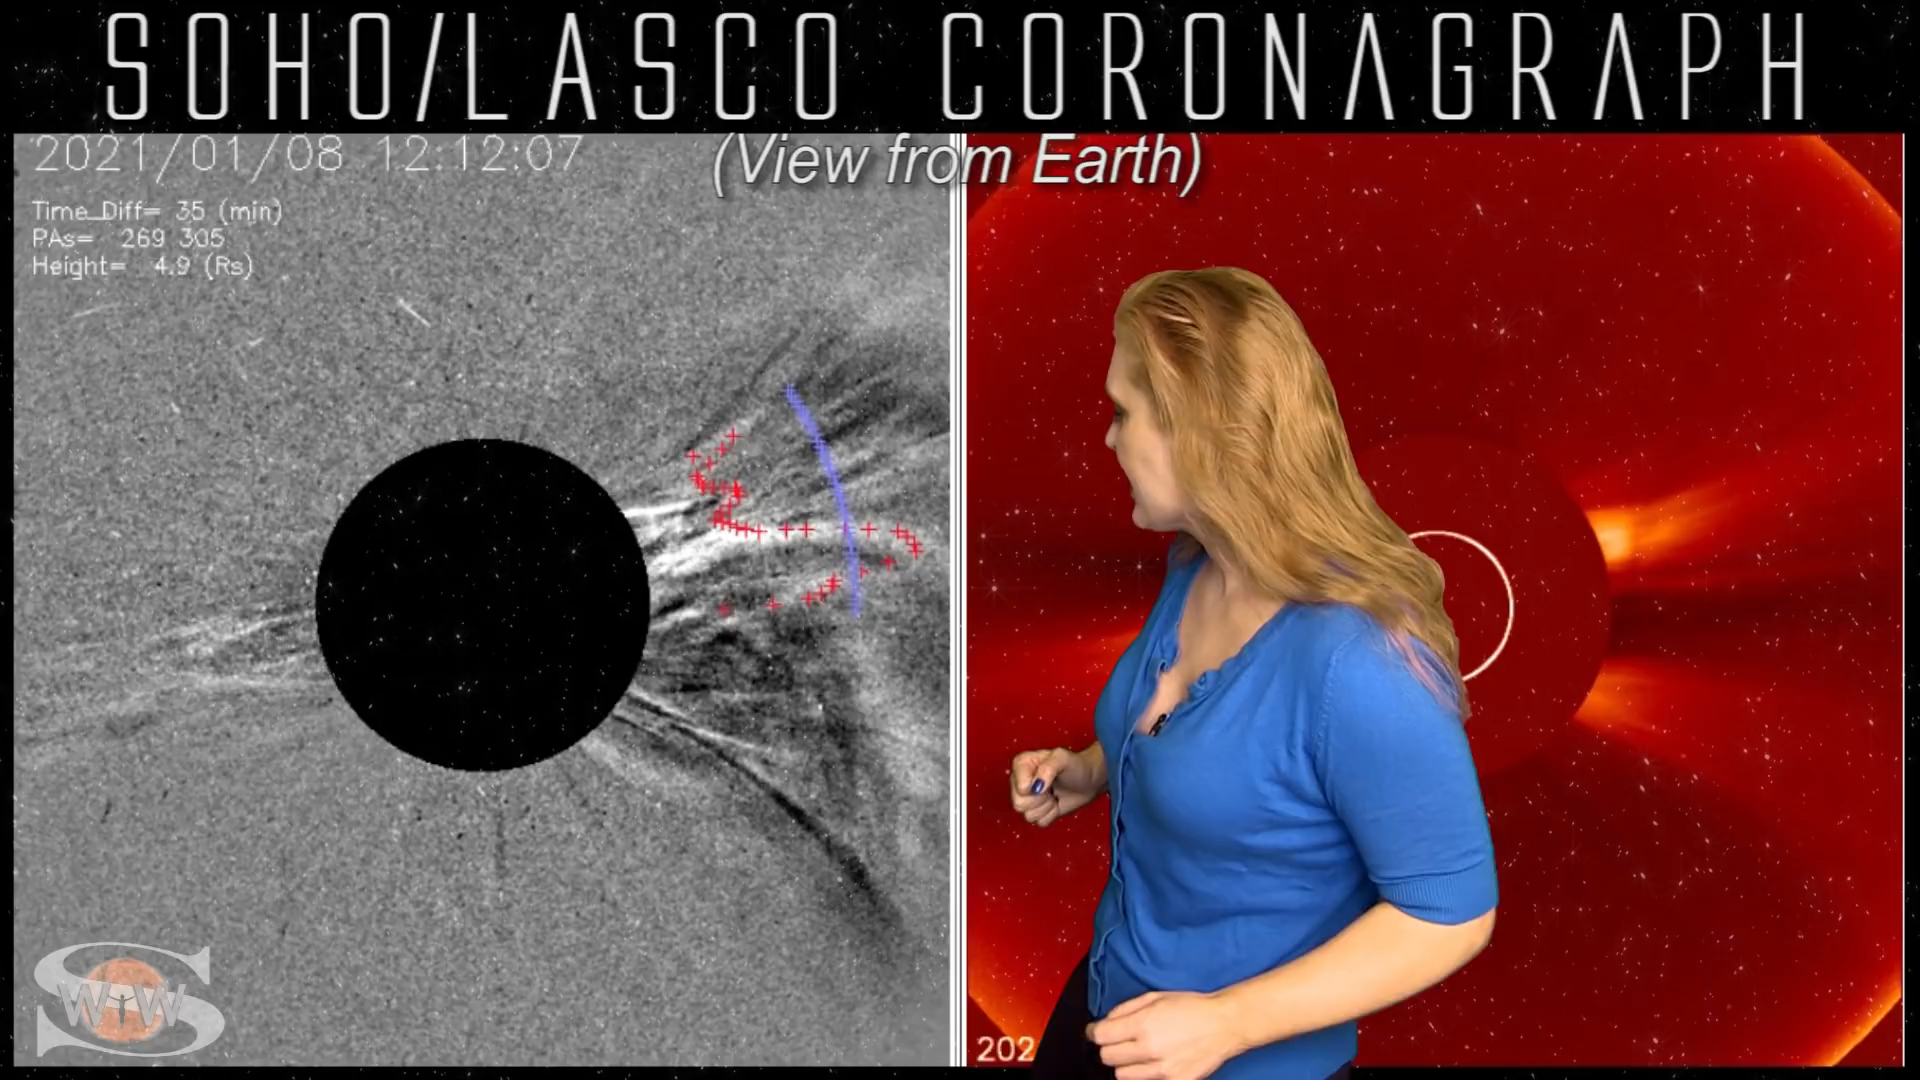 SOHO/LASCO CORONAGRAPH
(View from Earth)
2021/01/08 12:12:07
Time_Diff= 35 (min)
PAs= 269 305
Height= 4.9 (Rs)
SWW
202